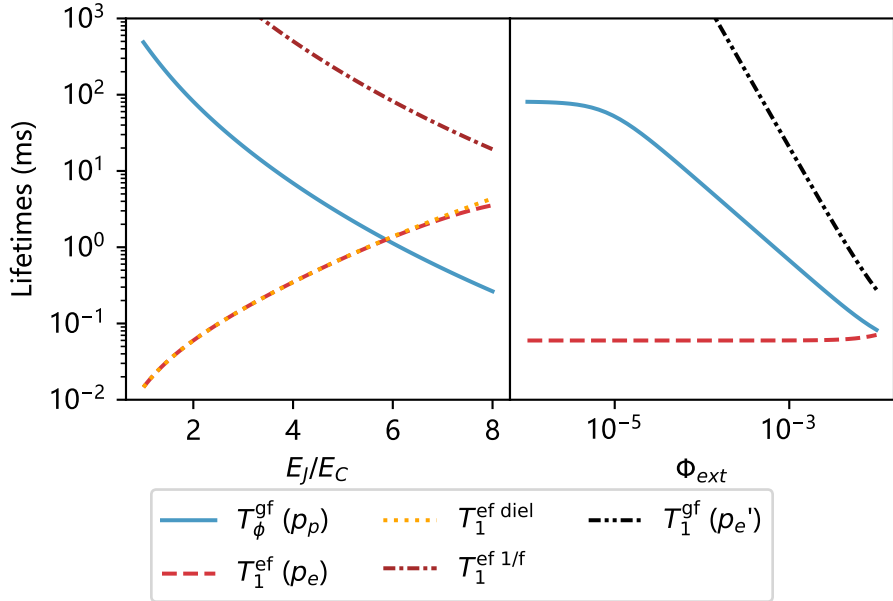 Lifetimes (ms)
10³
10²
10¹
10⁰
10⁻¹
10⁻²
2 4 6 8
E_J/E_C
10⁻⁵ 10⁻³
Φ_ext
T_ϕ^gf (p_p)
T_1^ef (p_e)
T_1^ef diel
T_1^ef 1/f
T_1^gf (p_e')